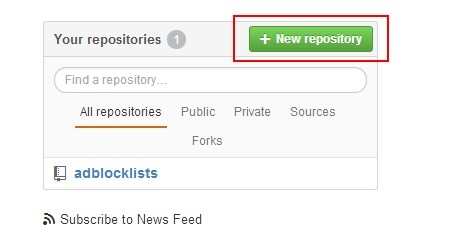 Your repositories 1 + New repository
Find a repository...
All repositories Public Private Sources
Forks
adblocklists
Subscribe to News Feed